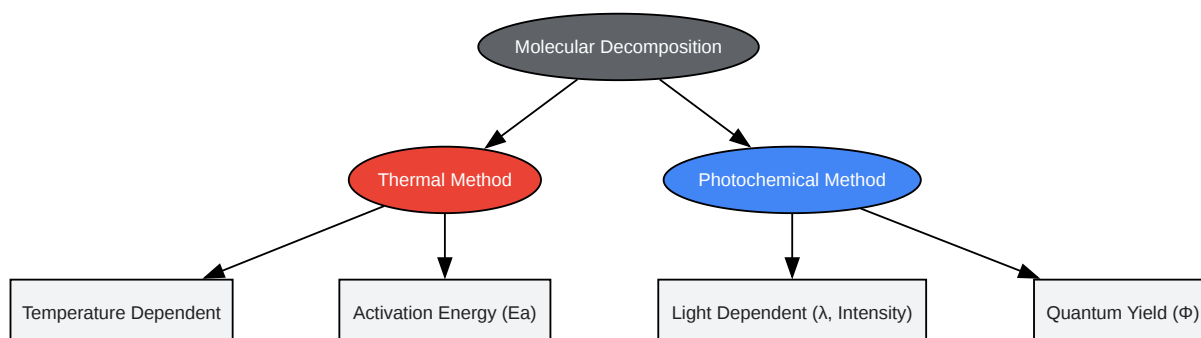 Molecular Decomposition
Thermal Method
Photochemical Method
Temperature Dependent
Activation Energy (Ea)
Light Dependent (λ, Intensity)
Quantum Yield (Φ)